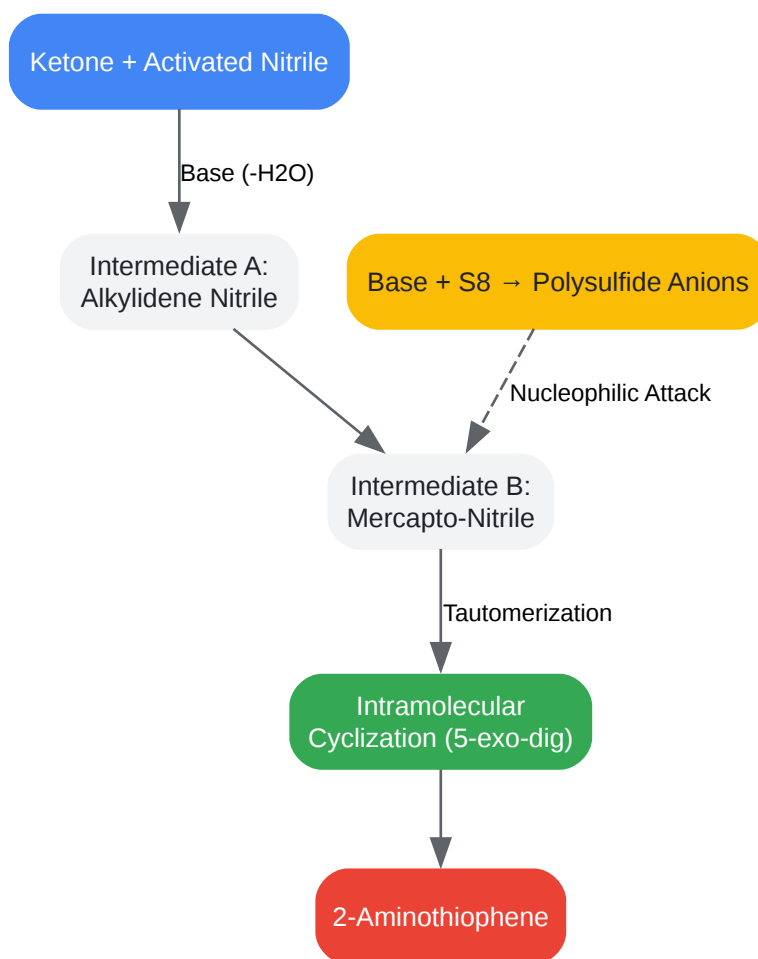 Ketone + Activated Nitrile
Base (-H2O)
Intermediate A:
Alkylidene Nitrile
Base + S8 → Polysulfide Anions
Nucleophilic Attack
Intermediate B:
Mercapto-Nitrile
Tautomerization
Intramolecular
Cyclization (5-exo-dig)
2-Aminothiophene